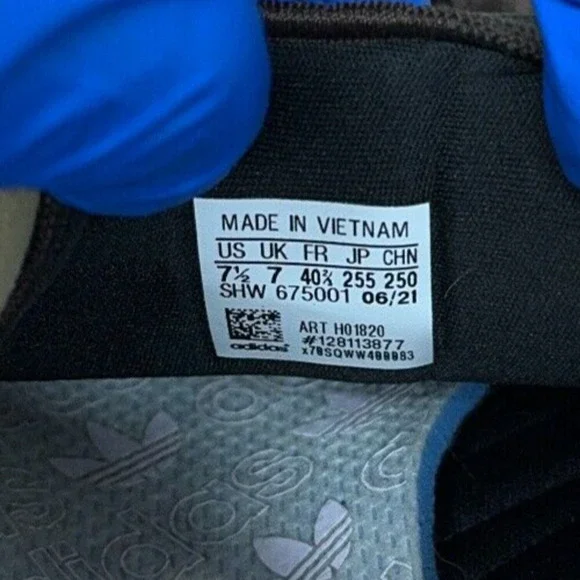 MADE IN VIETNAM
US UK FR JP CHN
7½ 7 40⅔ 255 250
SHW 675001 06/21
ART H01820
#128113877
adidas
adidas